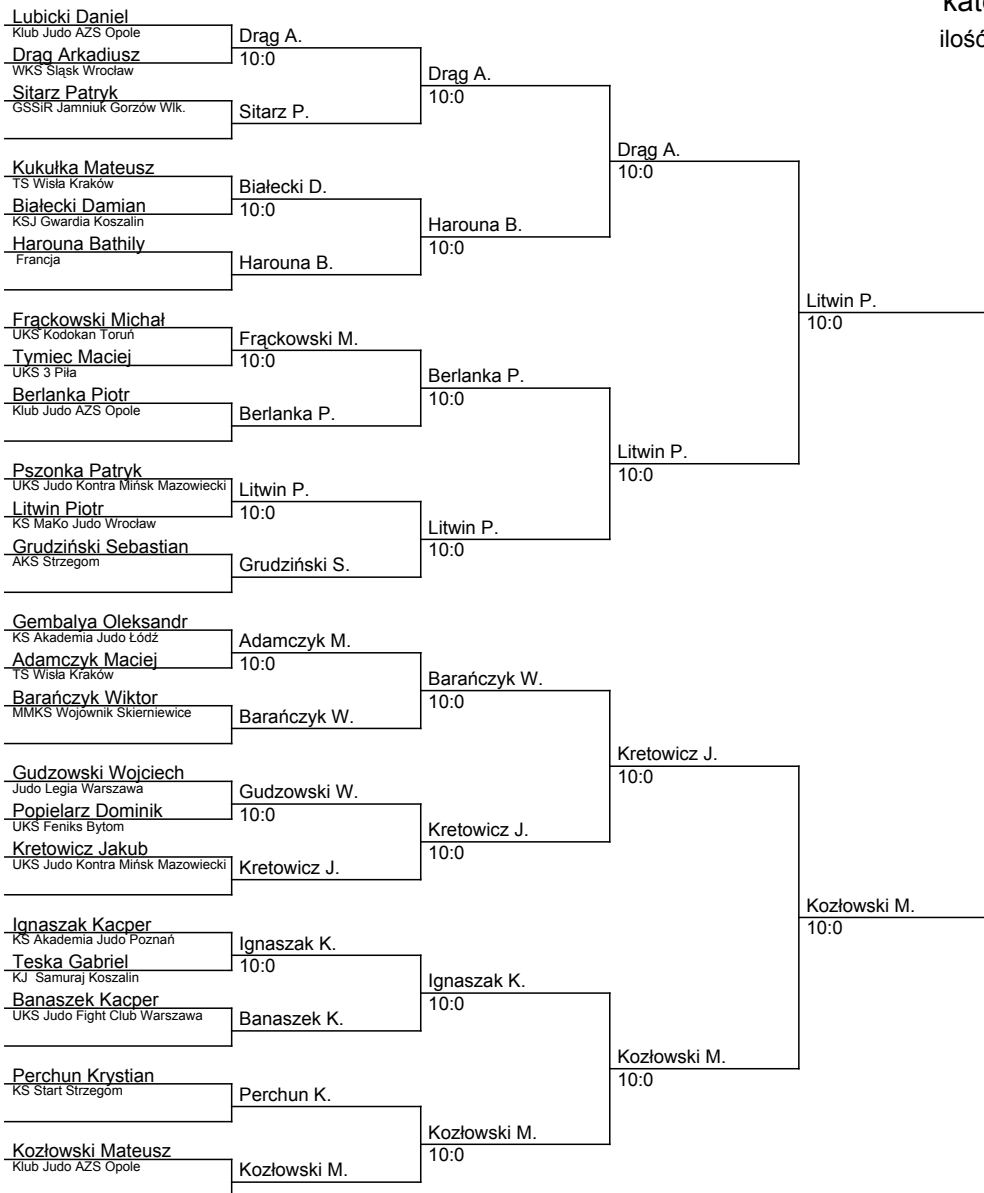 kate
ilość
Lubicki Daniel
Klub Judo AZS Opole
Drąg Arkadiusz
WKS Śląsk Wrocław
Sitarz Patryk
GSSiR Jamniuk Gorzów Wlk.
Kukułka Mateusz
TS Wisła Kraków
Białecki Damian
KSJ Gwardia Koszalin
Harouna Bathily
Francja
Frąckowski Michał
UKS Kodokan Toruń
Tymiec Maciej
UKS 3 Piła
Berlanka Piotr
Klub Judo AZS Opole
Pszonka Patryk
UKS Judo Kontra Mińsk Mazowiecki
Litwin Piotr
KS MaKo Judo Wrocław
Grudziński Sebastian
AKS Strzegom
Gembalya Oleksandr
KS Akademia Judo Łódź
Adamczyk Maciej
TS Wisła Kraków
Barańczyk Wiktor
MMKS Wojownik Skierniewice
Gudzowski Wojciech
Judo Legia Warszawa
Popielarz Dominik
UKS Feniks Bytom
Kretowicz Jakub
UKS Judo Kontra Mińsk Mazowiecki
Ignaszak Kacper
KS Akademia Judo Poznań
Teska Gabriel
KJ Samuraj Koszalin
Banaszek Kacper
UKS Judo Fight Club Warszawa
Perchun Krystian
KS Start Strzegom
Kozłowski Mateusz
Klub Judo AZS Opole
Drąg A.
10:0
Sitarz P.
Białecki D.
10:0
Harouna B.
Frąckowski M.
10:0
Berlanka P.
Litwin P.
10:0
Grudziński S.
Adamczyk M.
10:0
Barańczyk W.
Gudzowski W.
10:0
Kretowicz J.
Ignaszak K.
10:0
Banaszek K.
Perchun K.
Kozłowski M.
Drąg A.
10:0
Harouna B.
10:0
Berlanka P.
10:0
Litwin P.
10:0
Barańczyk W.
10:0
Kretowicz J.
10:0
Ignaszak K.
10:0
Kozłowski M.
10:0
Drąg A.
10:0
Litwin P.
10:0
Kretowicz J.
10:0
Kozłowski M.
10:0
Litwin P.
10:0
Kozłowski M.
10:0